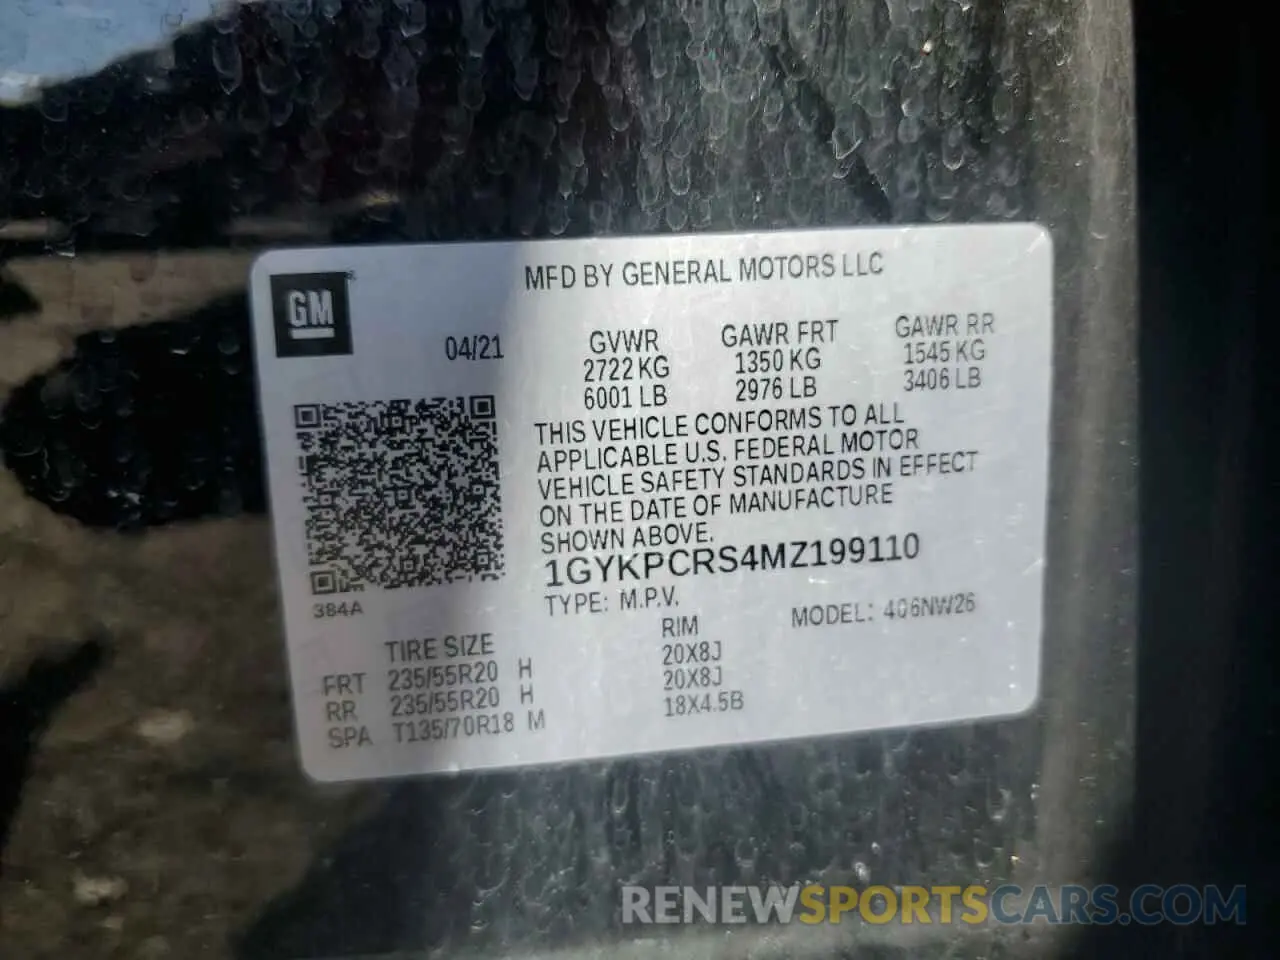 MFD BY GENERAL MOTORS LLC
GM
04/21
GVWR GAWR FRT GAWR RR
2722 KG 1350 KG 1545 KG
6001 LB 2976 LB 3406 LB
THIS VEHICLE CONFORMS TO ALL
APPLICABLE U.S. FEDERAL MOTOR
VEHICLE SAFETY STANDARDS IN EFFECT
ON THE DATE OF MANUFACTURE
SHOWN ABOVE.
1GYKPCRS4MZ199110
384A
TYPE: M.P.V. MODEL: 406NW26
TIRE SIZE RIM
FRT 235/55R20 H 20X8J
RR 235/55R20 H 20X8J
SPA T135/70R18 M 18X4.5B
RENEWSPORTSCARS.COM